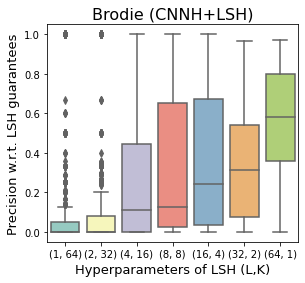 Brodie (CNNH+LSH)
Precision w.r.t. LSH guarantees
1.0
0.8
0.6
0.4
0.2
0.0
(1, 64) (2, 32) (4, 16) (8, 8) (16, 4) (32, 2) (64, 1)
Hyperparameters of LSH (L,K)